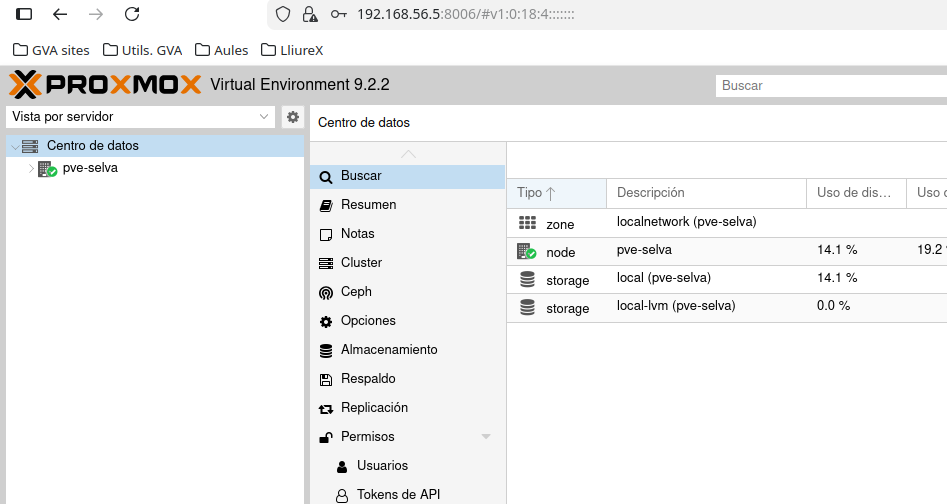 192.168.56.5:8006/#v1:0:18:4:::::::
GVA sites Utils. GVA Aules LliureX
PROXMOX Virtual Environment 9.2.2
Buscar
Vista por servidor
Centro de datos
pve-selva
Centro de datos
Buscar
Resumen
Notas
Cluster
Ceph
Opciones
Almacenamiento
Respaldo
Replicación
Permisos
Usuarios
Tokens de API
Tipo Descripción Uso de dis...
zone localnetwork (pve-selva)
node pve-selva 14.1 % 19.2
storage local (pve-selva) 14.1 %
storage local-lvm (pve-selva) 0.0 %